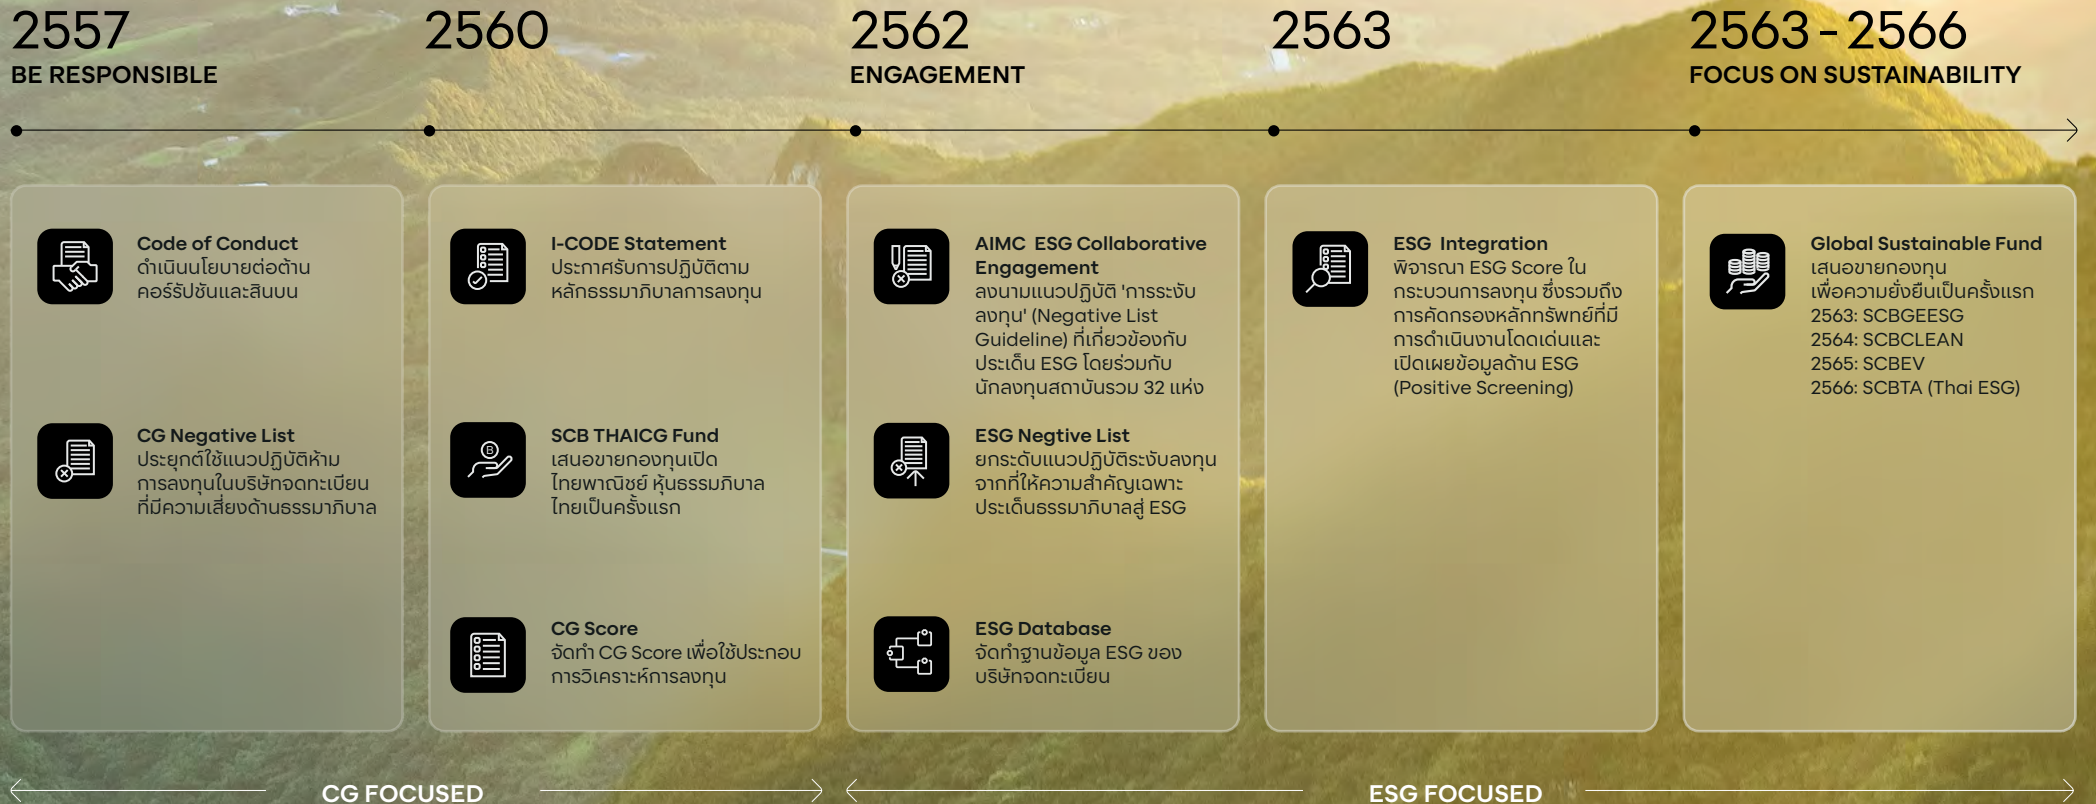 2557
BE RESPONSIBLE
2560
2562
ENGAGEMENT
2563
2563 - 2566
FOCUS ON SUSTAINABILITY
Code of Conduct
ดำเนินนโยบายต่อต้าน
คอร์รัปชันและสินบน
CG Negative List
ประยุกต์ใช้แนวปฏิบัติห้าม
การลงทุนในบริษัทจดทะเบียน
ที่มีความเสี่ยงด้านธรรมาภิบาล
I-CODE Statement
ประกาศรับการปฏิบัติตาม
หลักธรรมาภิบาลการลงทุน
B
SCB THAICG Fund
เสนอขายกองทุนเปิด
ไทยพาณิชย์ หุ้นธรรมภิบาล
ไทยเป็นครั้งแรก
CG Score
จัดทำ CG Score เพื่อใช้ประกอบ
การวิเคราะห์การลงทุน
AIMC ESG Collaborative
Engagement
ลงนามแนวปฏิบัติ 'การระงับ
ลงทุน' (Negative List
Guideline) ที่เกี่ยวข้องกับ
ประเด็น ESG โดยร่วมกับ
นักลงทุนสถาบันรวม 32 แห่ง
ESG Negtive List
ยกระดับแนวปฏิบัติระงับลงทุน
จากที่ให้ความสำคัญเฉพาะ
ประเด็นธรรมาภิบาลสู่ ESG
ESG Database
จัดทำฐานข้อมูล ESG ของ
บริษัทจดทะเบียน
ESG Integration
พิจารณา ESG Score ใน
กระบวนการลงทุน ซึ่งรวมถึง
การคัดกรองหลักทรัพย์ที่มี
การดำเนินงานโดดเด่นและ
เปิดเผยข้อมูลด้าน ESG
(Positive Screening)
Global Sustainable Fund
เสนอขายกองทุน
เพื่อความยั่งยืนเป็นครั้งแรก
2563: SCBGEESG
2564: SCBCLEAN
2565: SCBEV
2566: SCBTA (Thai ESG)
CG FOCUSED
ESG FOCUSED